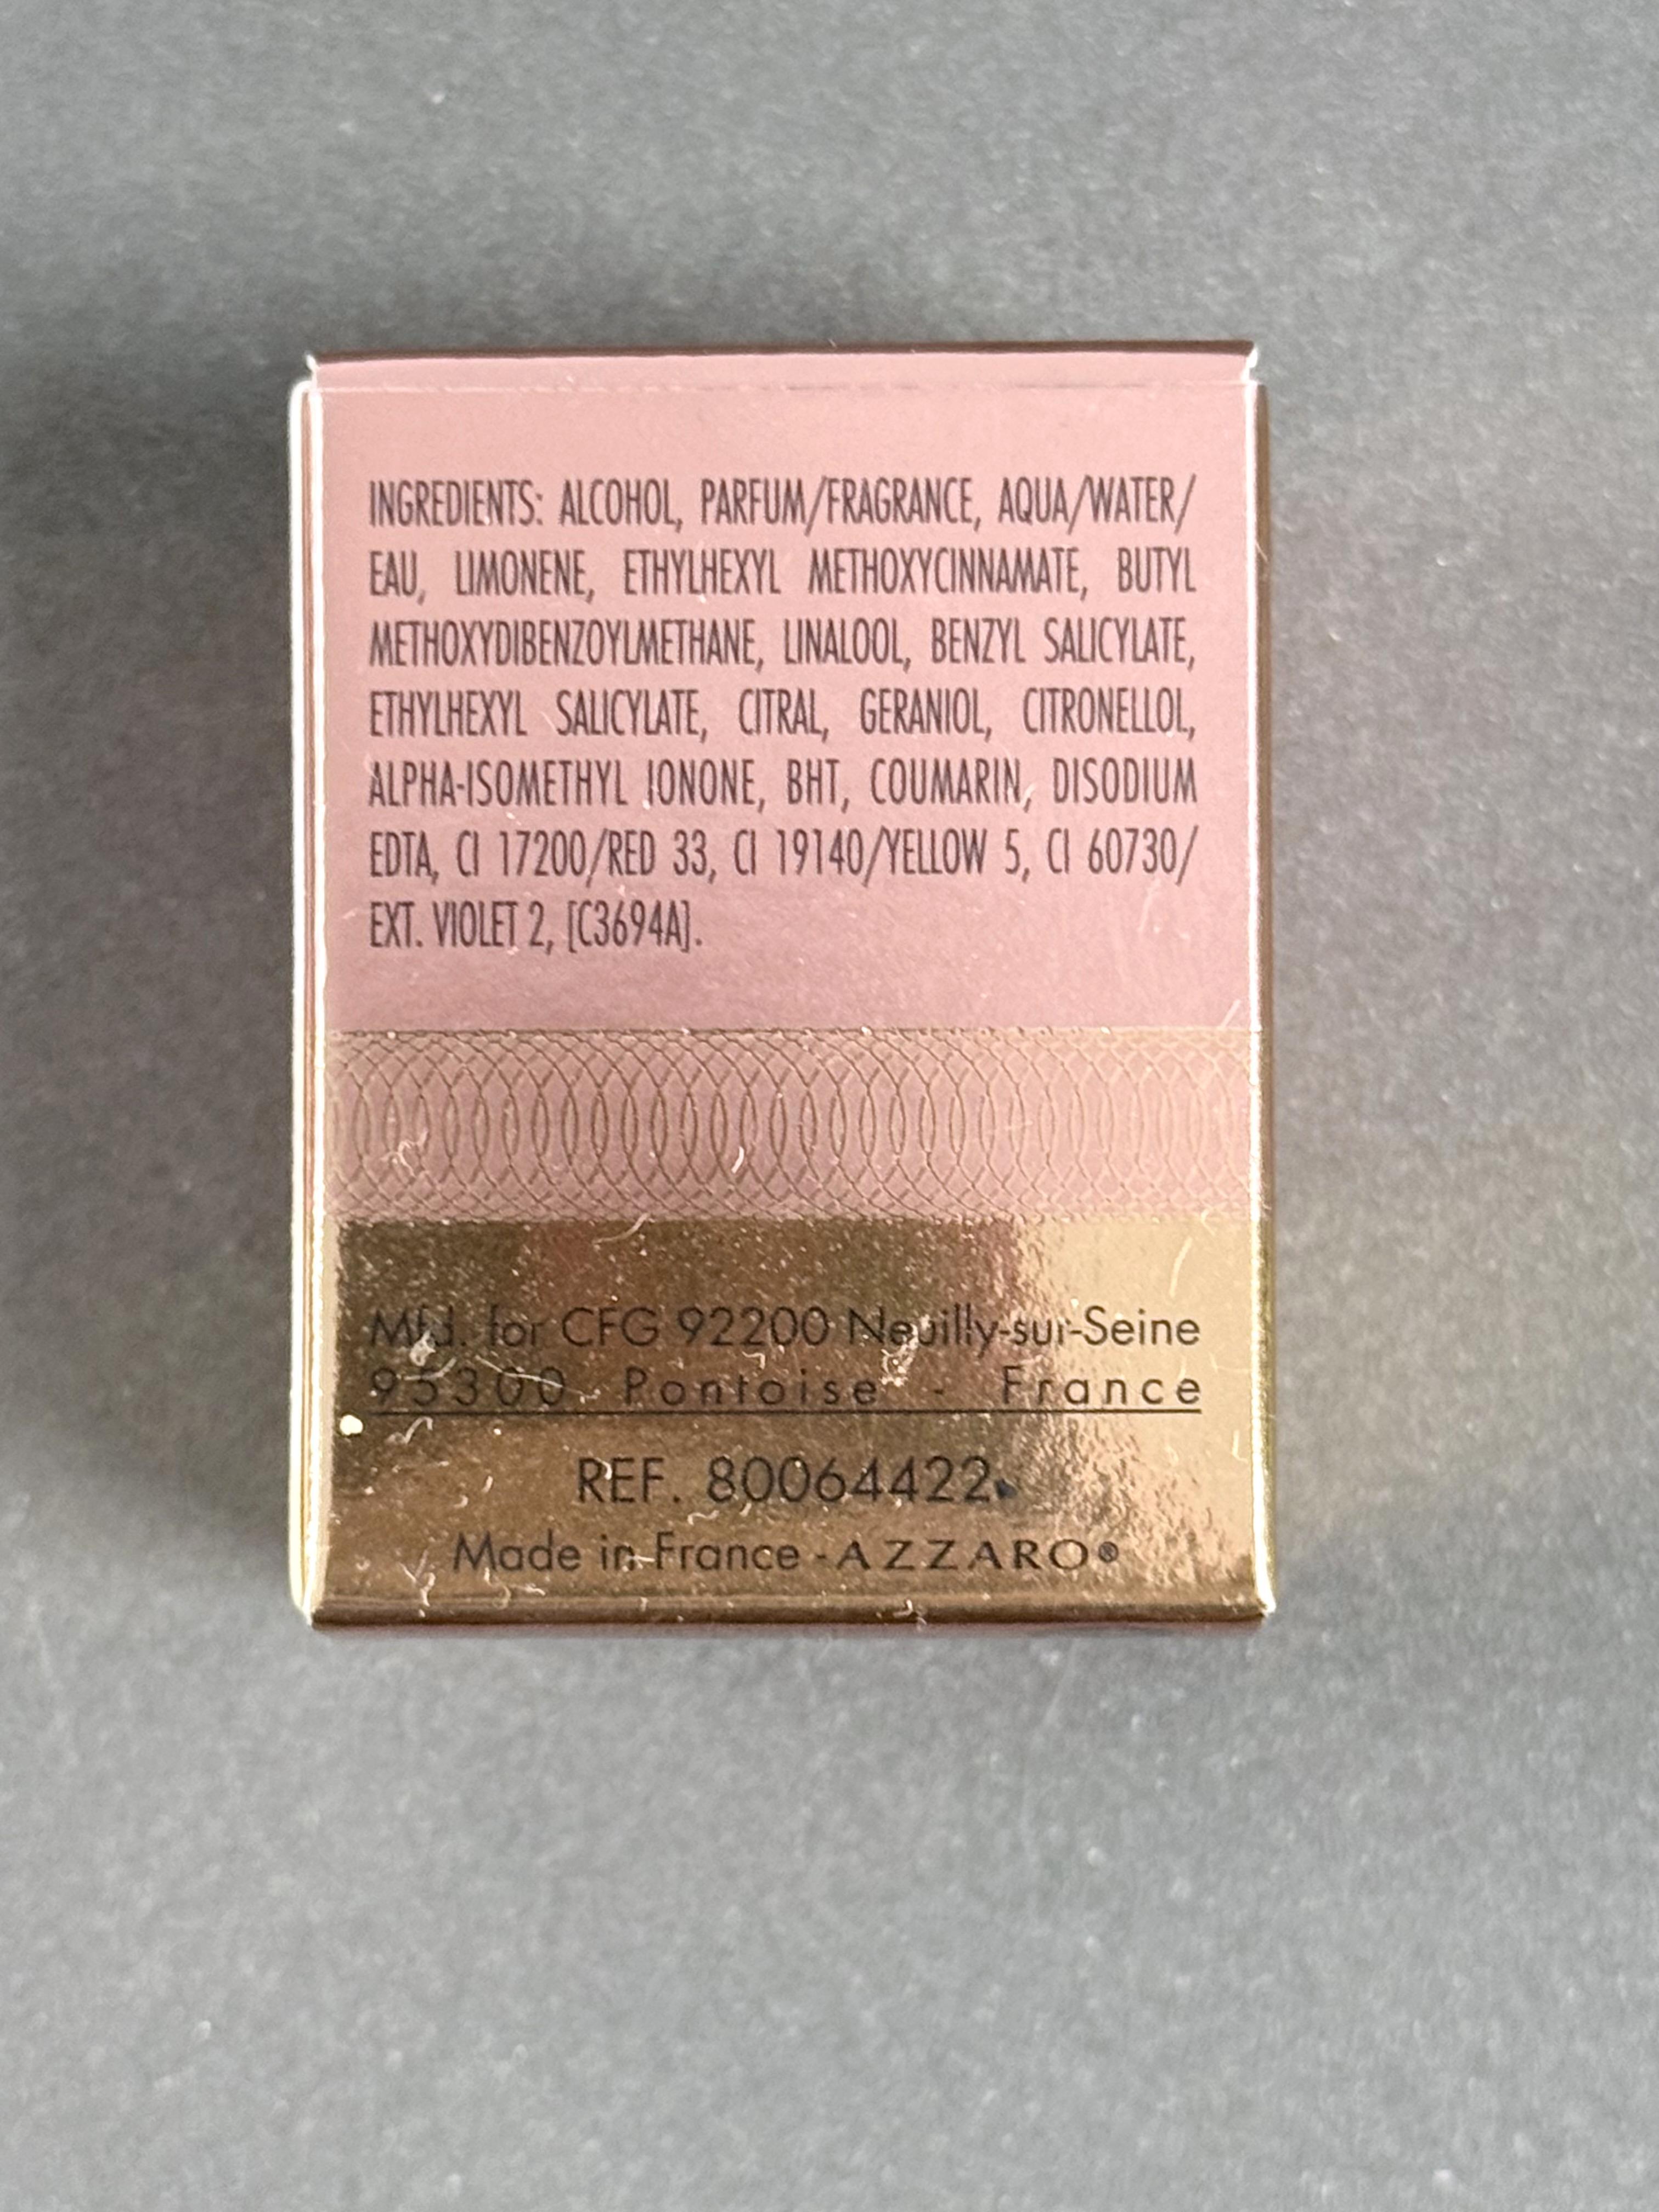 INGREDIENTS: ALCOHOL, PARFUM/FRAGRANCE, AQUA/WATER/
EAU, LIMONENE, ETHYLHEXYL METHOXYCINNAMATE, BUTYL
METHOXYDIBENZOYLMETHANE, LINALOOL, BENZYL SALICYLATE,
ETHYLHEXYL SALICYLATE, CITRAL, GERANIOL, CITRONELLOL,
ALPHA-ISOMETHYL IONONE, BHT, COUMARIN, DISODIUM
EDTA, CI 17200/RED 33, CI 19140/YELLOW 5, CI 60730/
EXT. VIOLET 2, [C3694A].
Mfd. for CFG 92200 Neuilly-sur-Seine
95300 Pontoise - France
REF. 80064422
Made in France - AZZARO®